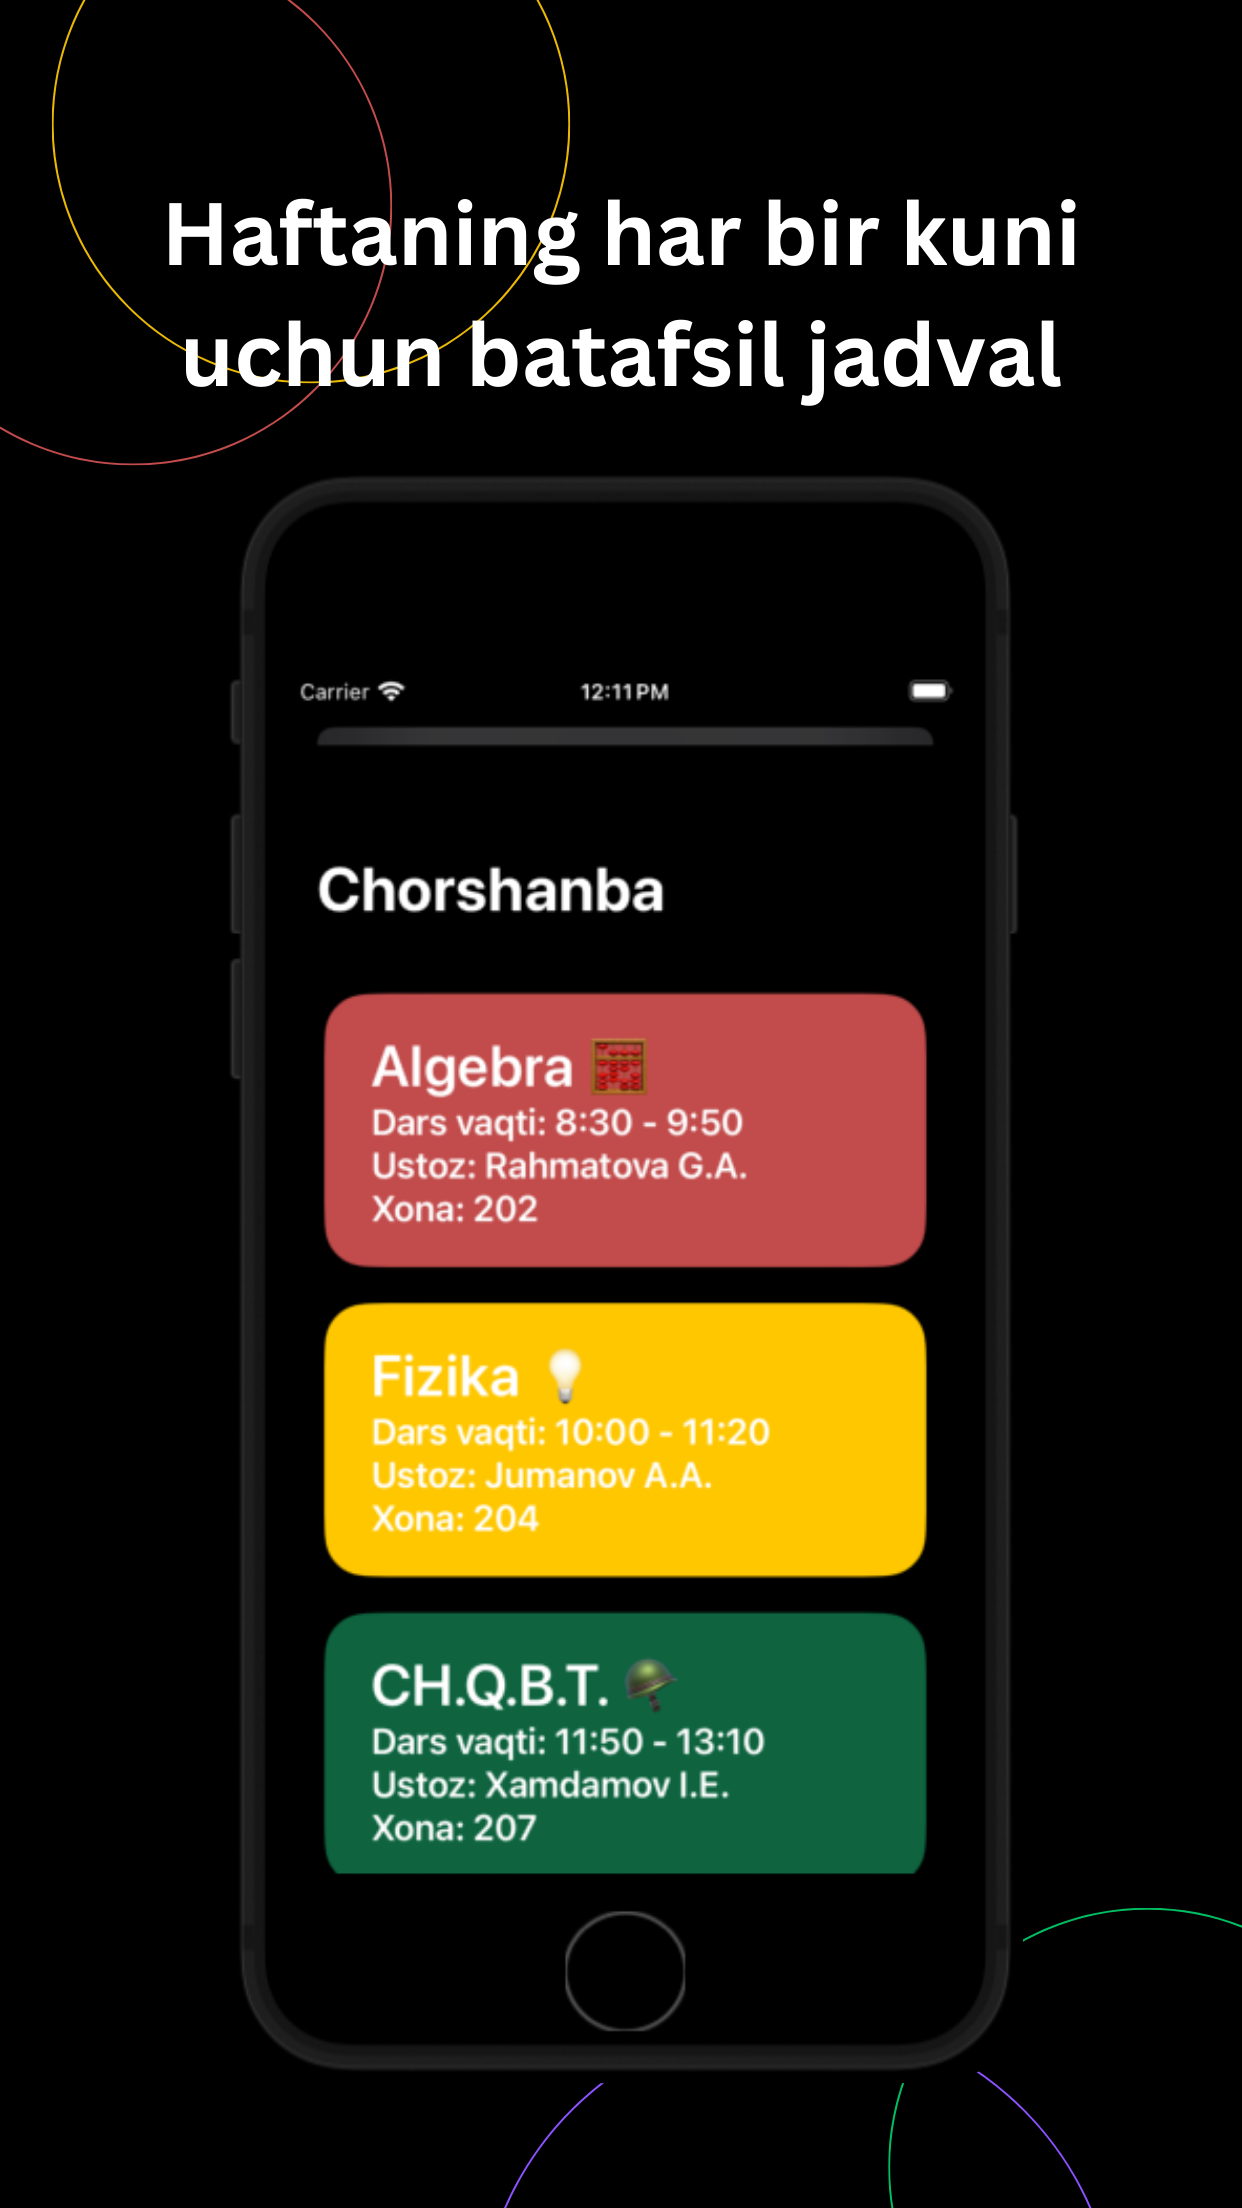 Haftaning har bir kuni
uchun batafsil jadval
Carrier 12:11 PM
Chorshanba
Algebra
Dars vaqti: 8:30 - 9:50
Ustoz: Rahmatova G.A.
Xona: 202
Fizika
Dars vaqti: 10:00 - 11:20
Ustoz: Jumanov A.A.
Xona: 204
CH.Q.B.T.
Dars vaqti: 11:50 - 13:10
Ustoz: Xamdamov I.E.
Xona: 207